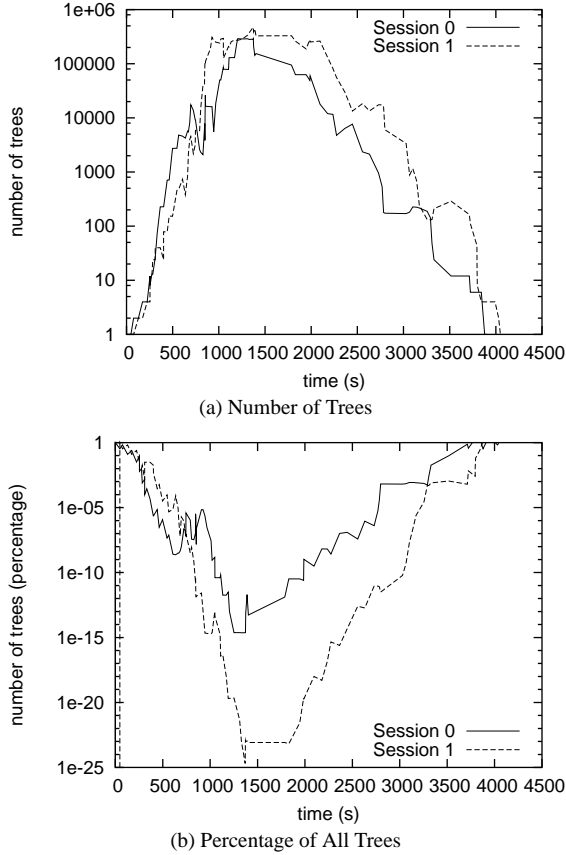 1e+06
100000
10000
1000
100
10
1
number of trees
Session 0
Session 1
0 500 1000 1500 2000 2500 3000 3500 4000 4500
time (s)
(a) Number of Trees
1
1e-05
1e-10
1e-15
1e-20
1e-25
number of trees (percentage)
Session 0
Session 1
0 500 1000 1500 2000 2500 3000 3500 4000 4500
time (s)
(b) Percentage of All Trees